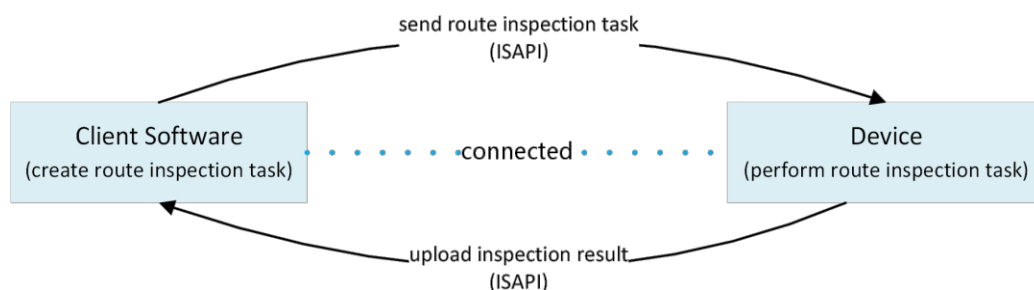 send route inspection task
(ISAPI)
Client Software
(create route inspection task)
connected
Device
(perform route inspection task)
upload inspection result
(ISAPI)